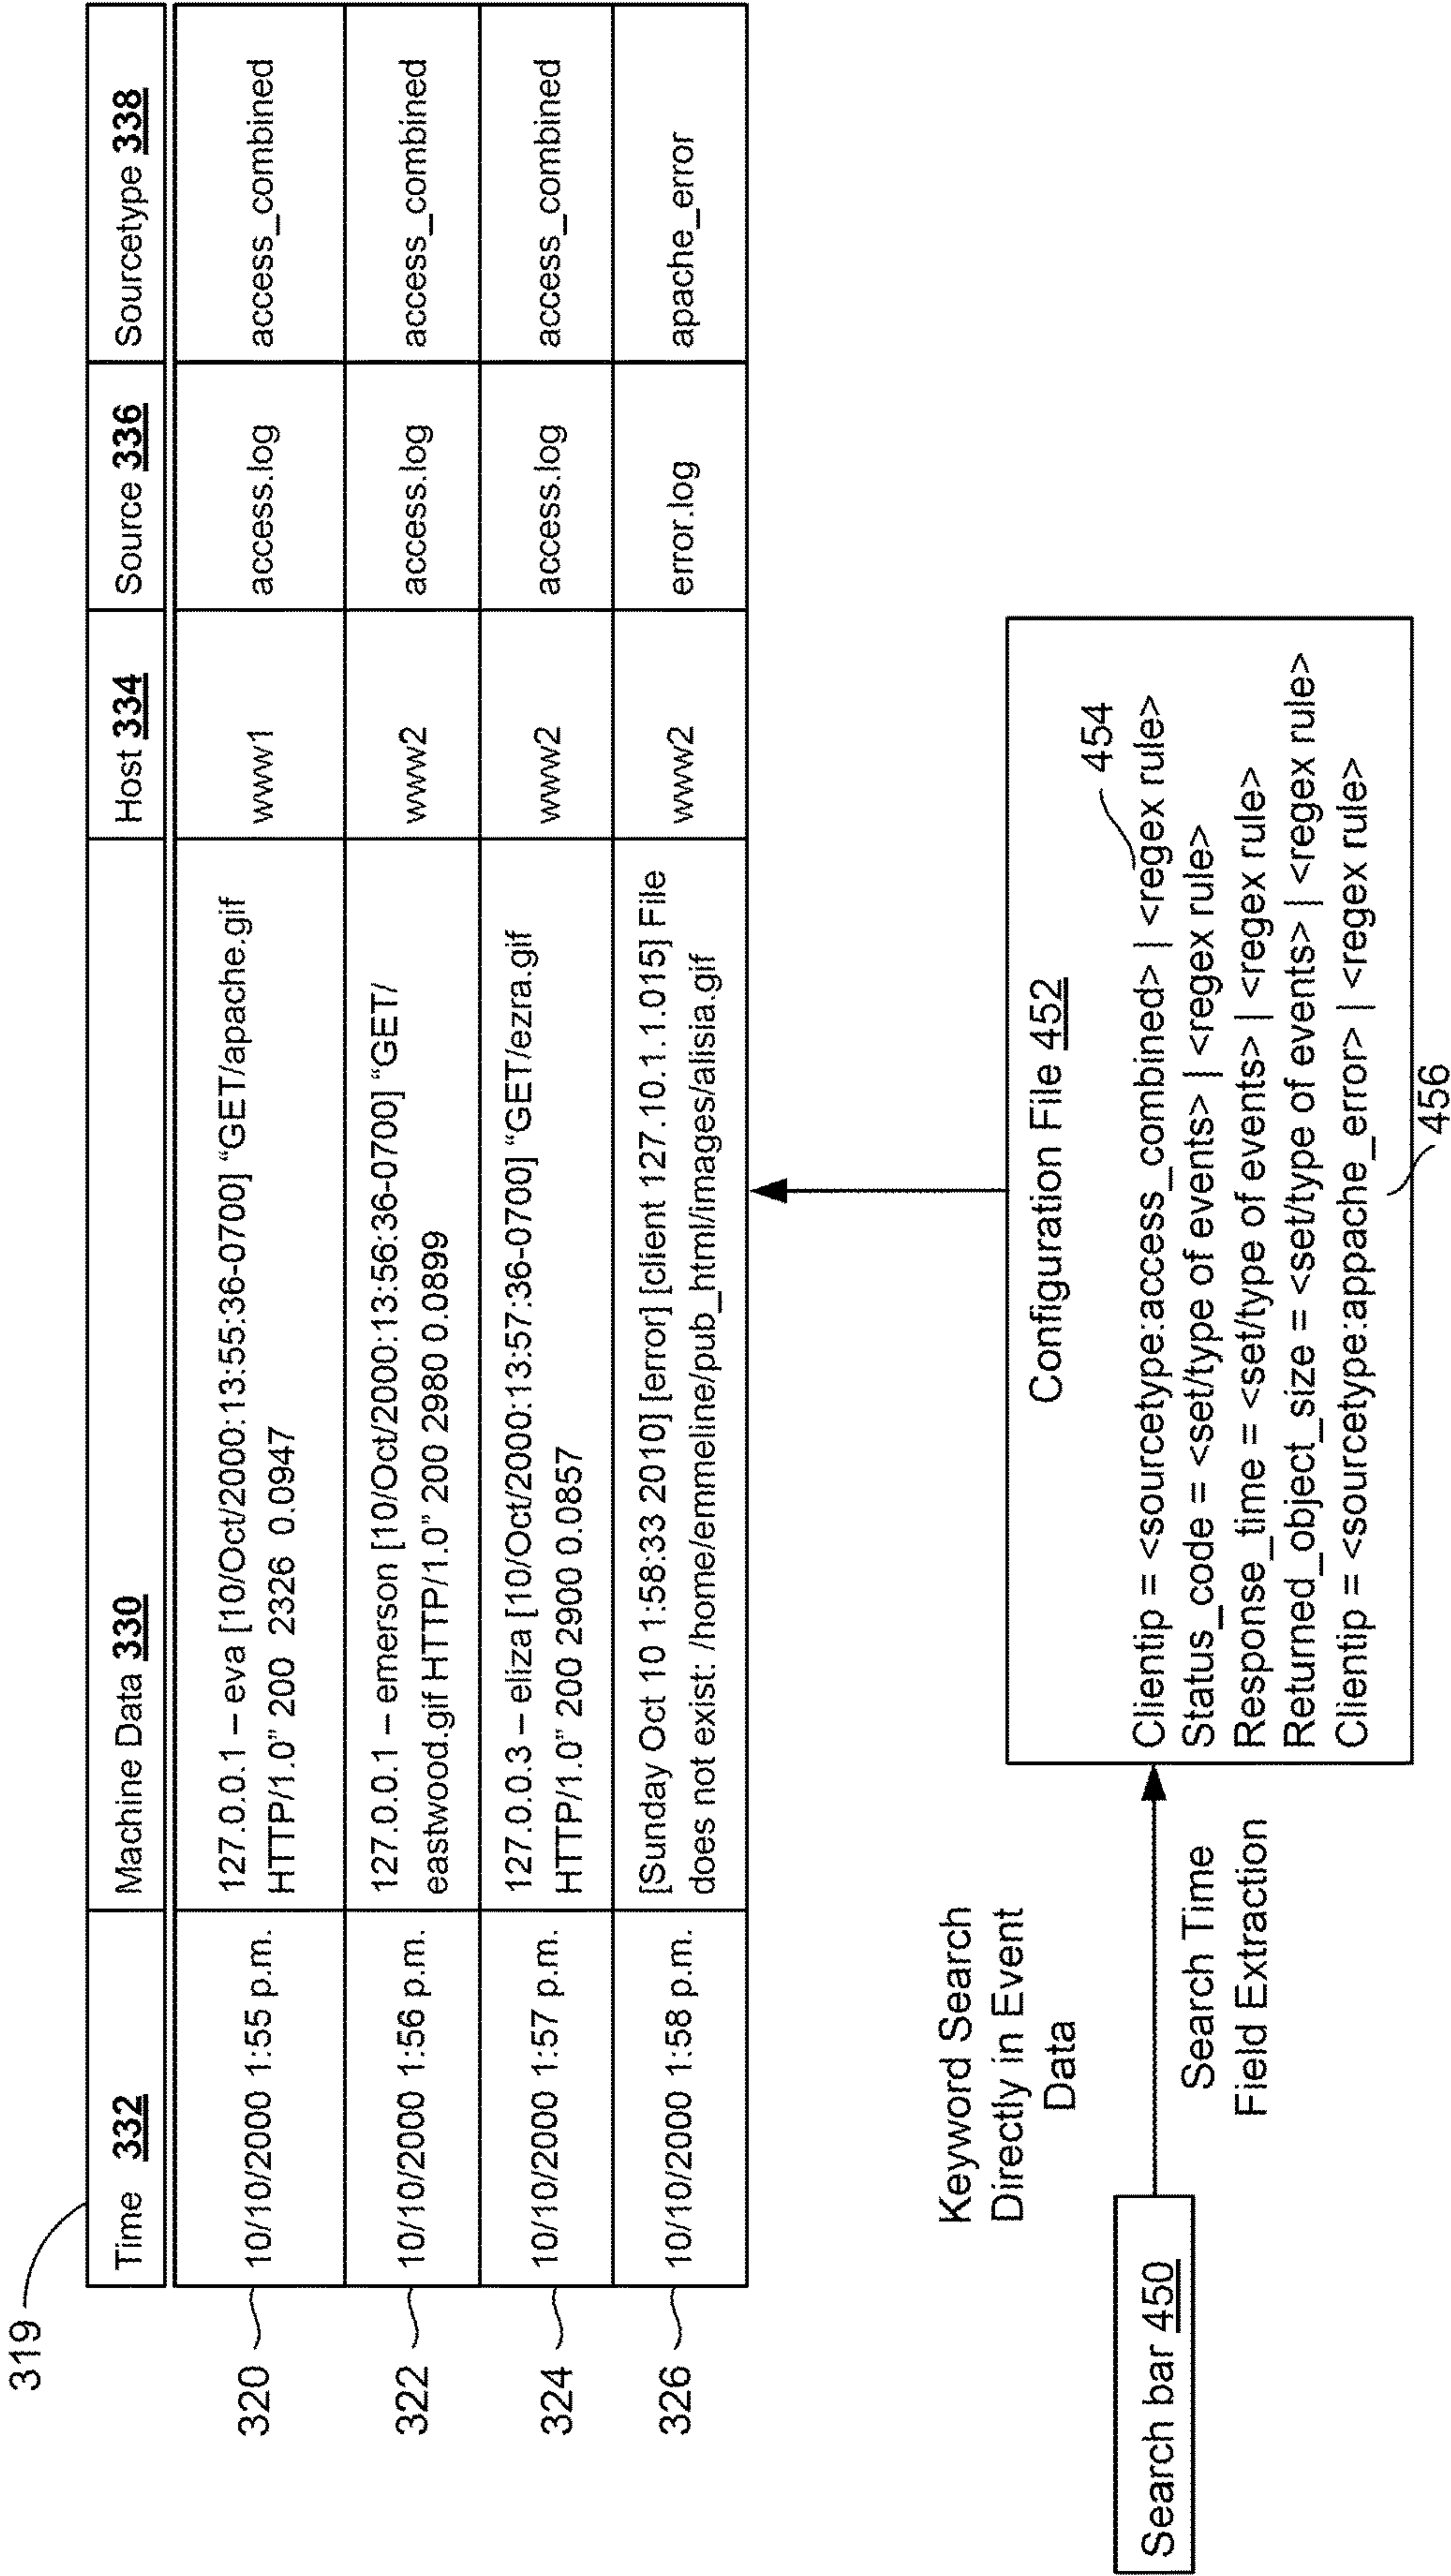 319
Time 332
Machine Data 330
Host 334
Source 336
Sourcetype 338
320
10/10/2000 1:55 p.m.
127.0.0.1 – eva [10/Oct/2000:13:55:36-0700] “GET/apache.gif
HTTP/1.0” 200 2326 0.0947
www1
access.log
access_combined
322
10/10/2000 1:56 p.m.
127.0.0.1 – emerson [10/Oct/2000:13:56:36-0700] “GET/
eastwood.gif HTTP/1.0” 200 2980 0.0899
www2
access.log
access_combined
324
10/10/2000 1:57 p.m.
127.0.0.3 – eliza [10/Oct/2000:13:57:36-0700] “GET/ezra.gif
HTTP/1.0” 200 2900 0.0857
www2
access.log
access_combined
326
10/10/2000 1:58 p.m.
[Sunday Oct 10 1:58:33 2010] [error] [client 127.10.1.1.015] File
does not exist: /home/emmeline/pub_html/images/alisia.gif
www2
error.log
apache_error
Keyword Search
Directly in Event
Data
Search bar 450
Search Time
Field Extraction
Configuration File 452
454
Clientip = <sourcetype:access_combined> | <regex rule>
Status_code = <set/type of events> | <regex rule>
Response_time = <set/type of events> | <regex rule>
Returned_object_size = <set/type of events> | <regex rule>
Clientip = <sourcetype:appache_error> | <regex rule>
456